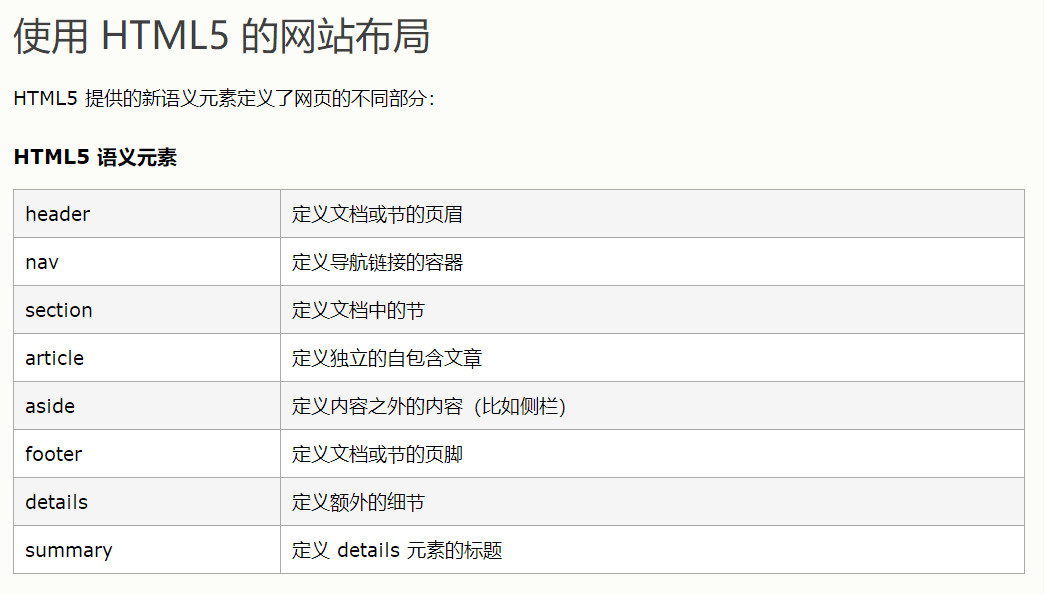 使用 HTML5 的网站布局
HTML5 提供的新语义元素定义了网页的不同部分：
HTML5 语义元素
header 定义文档或节的页眉
nav 定义导航链接的容器
section 定义文档中的节
article 定义独立的自包含文章
aside 定义内容之外的内容（比如侧栏）
footer 定义文档或节的页脚
details 定义额外的细节
summary 定义 details 元素的标题